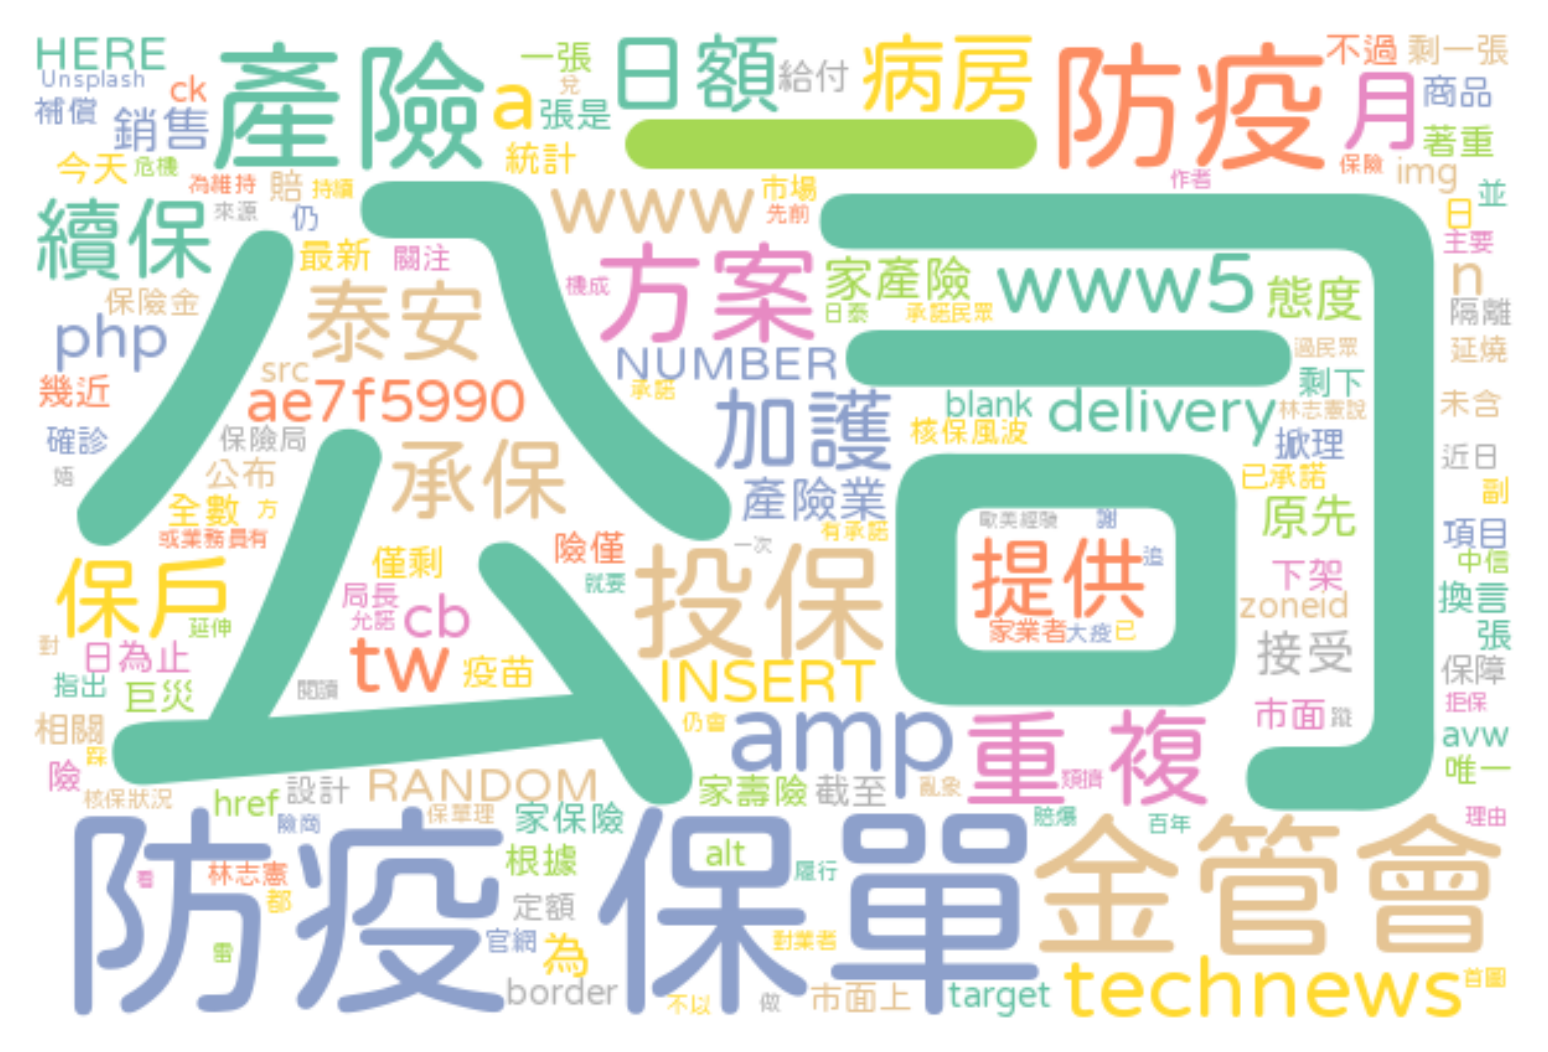 HERE
Unsplash
ck
補償
銷售
產險
一張
兌
a
張是
統計
日額
給付
病房
一
防疫
不過
剩一張
月
商品
著重
今天
危機
為維持
賠
持續
來源
仍
續保
最新
關注
www
市場
先前
作者
保險
img
日
並
主要
n
公司
保險金
泰安
php
src
ae7f5990
幾近
方案
機成
家產險
日泰
承諾民眾
www5
態度
隔離
延燒
過民眾
NUMBER
承諾
剩下
加護
blank
delivery
林志憲說
核保風波
掀理
未含
近日
確診
保險局
公布
承保
全數
方
或業務員有
產險業
有承諾
一次
已承諾
原先
副
項目
中信
歐美經驗
謝
提供
追
家業者
大疫
已
保戶
延伸
僅剩
險僅
就要
局長
允諾
cb
投保
下架
zoneid
換言
張
對
日為止
指出
巨災
tw
疫苗
閱讀
INSERT
接受
保障
拒保
相關
踩
險
仍會
amp
重複
市面
avw
唯一
核保狀況
href
設計
RANDOM
家壽險
截至
亂象
類擠
險商
保單理
家保險
賠爆
百年
理由
防疫
保單
金管會
看
林志憲
都
雷
根據
定額
官網
為
border
alt
履行
對業者
不以
做
市面上
target
technews
首圖